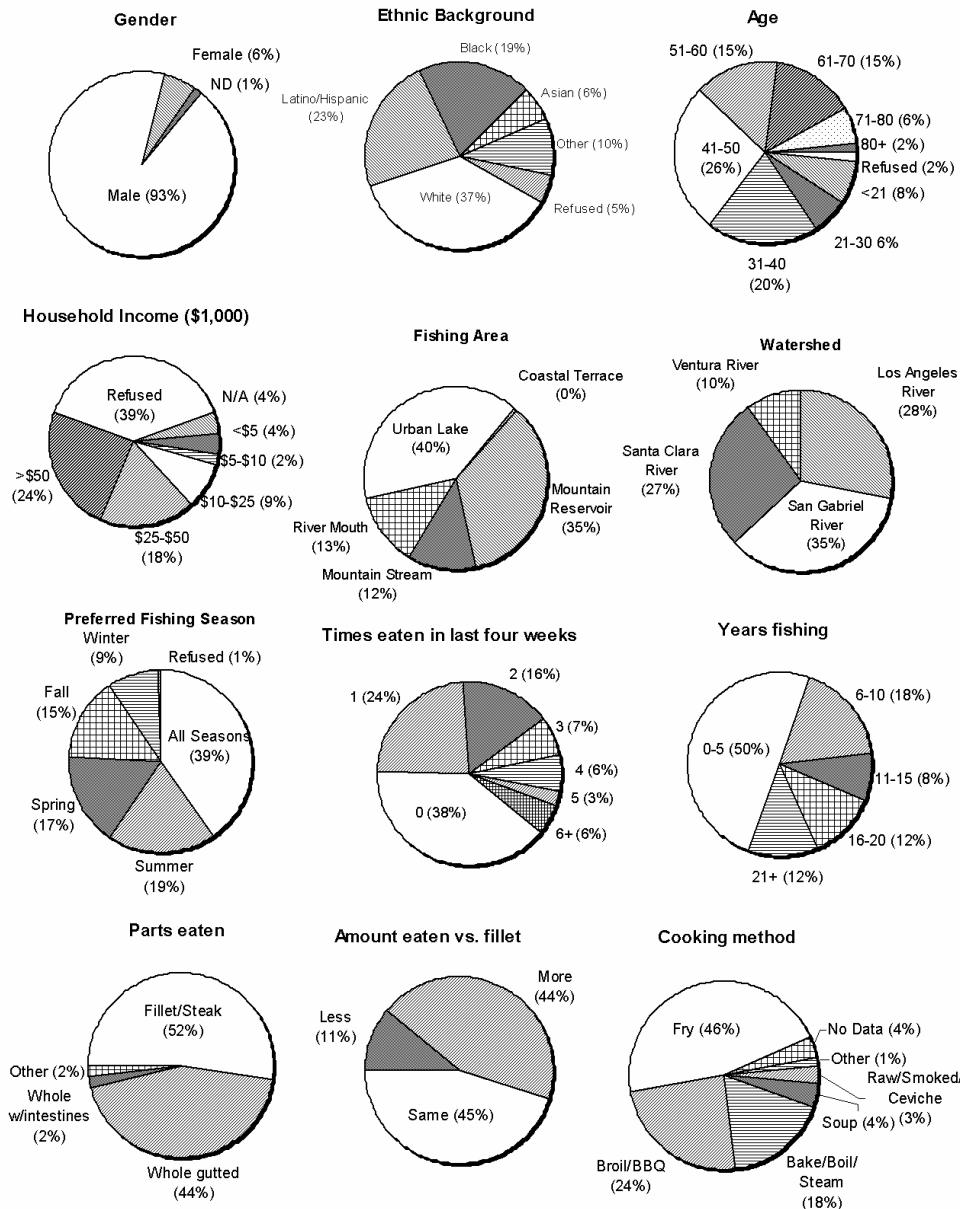 Gender
Female (6%)
ND (1%)
Male (93%)
Ethnic Background
Black (19%)
Asian (6%)
Latino/Hispanic
(23%)
Other (10%)
White (37%)
Refused (5%)
Age
51-60 (15%)
61-70 (15%)
71-80 (6%)
80+ (2%)
Refused (2%)
<21 (8%)
21-30 6%
31-40
(20%)
41-50
(26%)
Household Income ($1,000)
Refused
(39%)
N/A (4%)
<$5 (4%)
$5-$10 (2%)
$10-$25 (9%)
$25-$50
(18%)
>$50
(24%)
Fishing Area
Coastal Terrace
(0%)
Urban Lake
(40%)
Mountain
Reservoir
(35%)
River Mouth
(13%)
Mountain Stream
(12%)
Watershed
Ventura River
(10%)
Los Angeles
River
(28%)
Santa Clara
River
(27%)
San Gabriel
River
(35%)
Preferred Fishing Season
Winter
(9%)
Refused (1%)
Fall
(15%)
All Seasons
(39%)
Spring
(17%)
Summer
(19%)
Times eaten in last four weeks
1 (24%)
2 (16%)
3 (7%)
4 (6%)
5 (3%)
6+ (6%)
0 (38%)
Years fishing
6-10 (18%)
0-5 (50%)
11-15 (8%)
16-20 (12%)
21+ (12%)
Parts eaten
Fillet/Steak
(52%)
Other (2%)
Whole
w/intestines
(2%)
Whole gutted
(44%)
Amount eaten vs. fillet
More
(44%)
Less
(11%)
Same (45%)
Cooking method
Fry (46%)
No Data (4%)
Other (1%)
Raw/Smoked/
Ceviche
(3%)
Soup (4%)
Broil/BBQ
(24%)
Bake/Boil/
Steam
(18%)